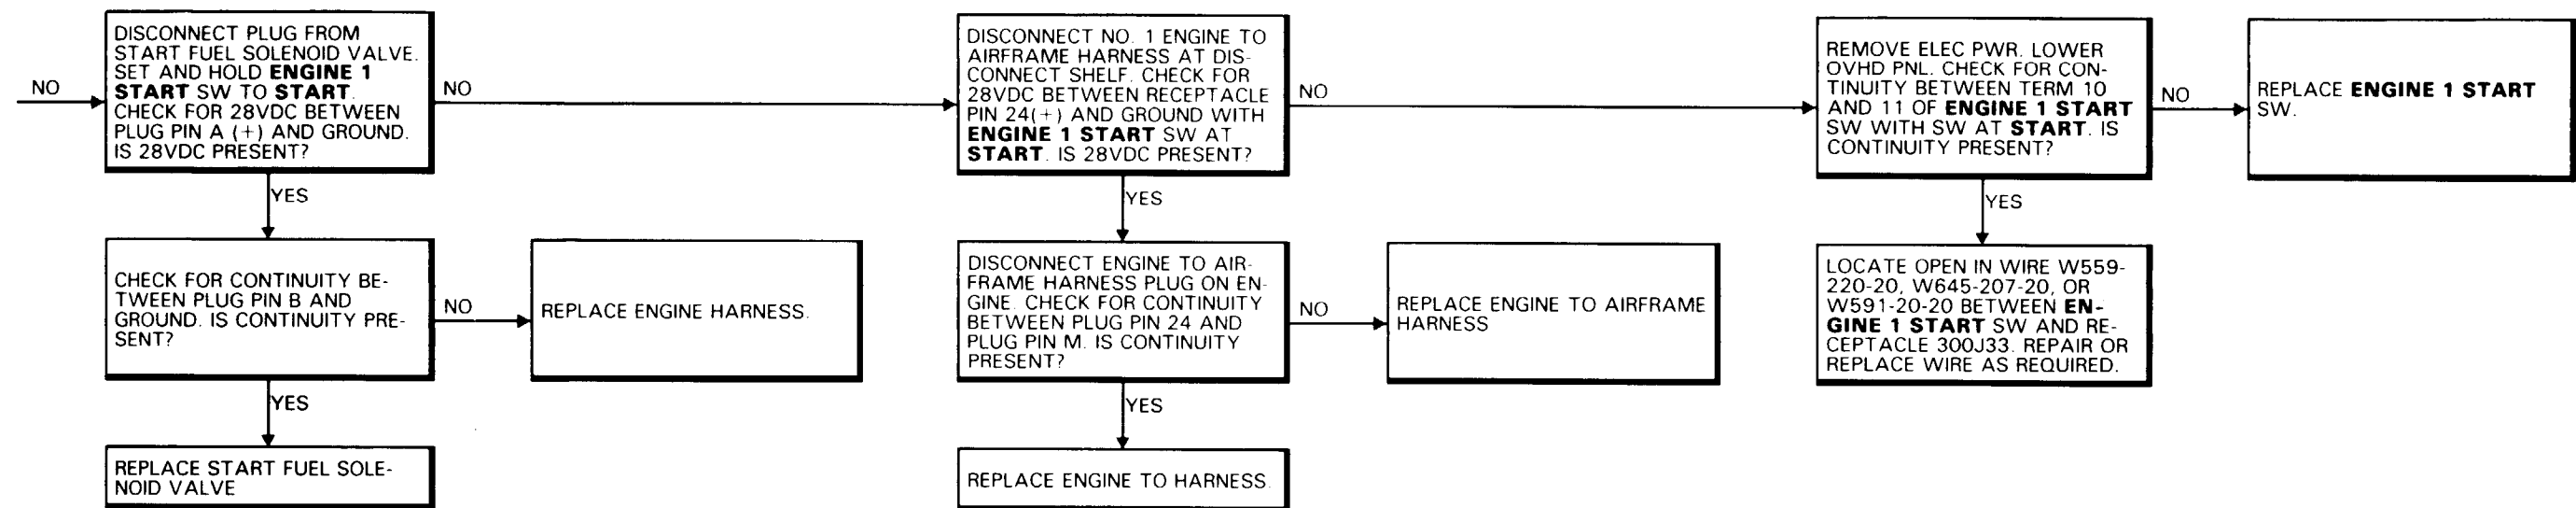 NO
DISCONNECT PLUG FROM
START FUEL SOLENOID VALVE.
SET AND HOLD ENGINE 1
START SW TO START.
CHECK FOR 28VDC BETWEEN
PLUG PIN A (+) AND GROUND.
IS 28VDC PRESENT?
NO
DISCONNECT NO. 1 ENGINE TO
AIRFRAME HARNESS AT DIS-
CONNECT SHELF. CHECK FOR
28VDC BETWEEN RECEPTACLE
PIN 24(+) AND GROUND WITH
ENGINE 1 START SW AT
START. IS 28VDC PRESENT?
NO
REMOVE ELEC PWR. LOWER
OVHD PNL. CHECK FOR CON-
TINUITY BETWEEN TERM 10
AND 11 OF ENGINE 1 START
SW WITH SW AT START. IS
CONTINUITY PRESENT?
NO
REPLACE ENGINE 1 START
SW.
YES
YES
YES
CHECK FOR CONTINUITY BE-
TWEEN PLUG PIN B AND
GROUND. IS CONTINUITY PRE-
SENT?
NO
REPLACE ENGINE HARNESS.
DISCONNECT ENGINE TO AIR-
FRAME HARNESS PLUG ON EN-
GINE. CHECK FOR CONTINUITY
BETWEEN PLUG PIN 24 AND
PLUG PIN M. IS CONTINUITY
PRESENT?
NO
REPLACE ENGINE TO AIRFRAME
HARNESS
LOCATE OPEN IN WIRE W559-
220-20, W645-207-20, OR
W591-20-20 BETWEEN EN-
GINE 1 START SW AND RE-
CEPTACLE 300J33. REPAIR OR
REPLACE WIRE AS REQUIRED.
YES
YES
REPLACE START FUEL SOLE-
NOID VALVE
REPLACE ENGINE TO HARNESS.